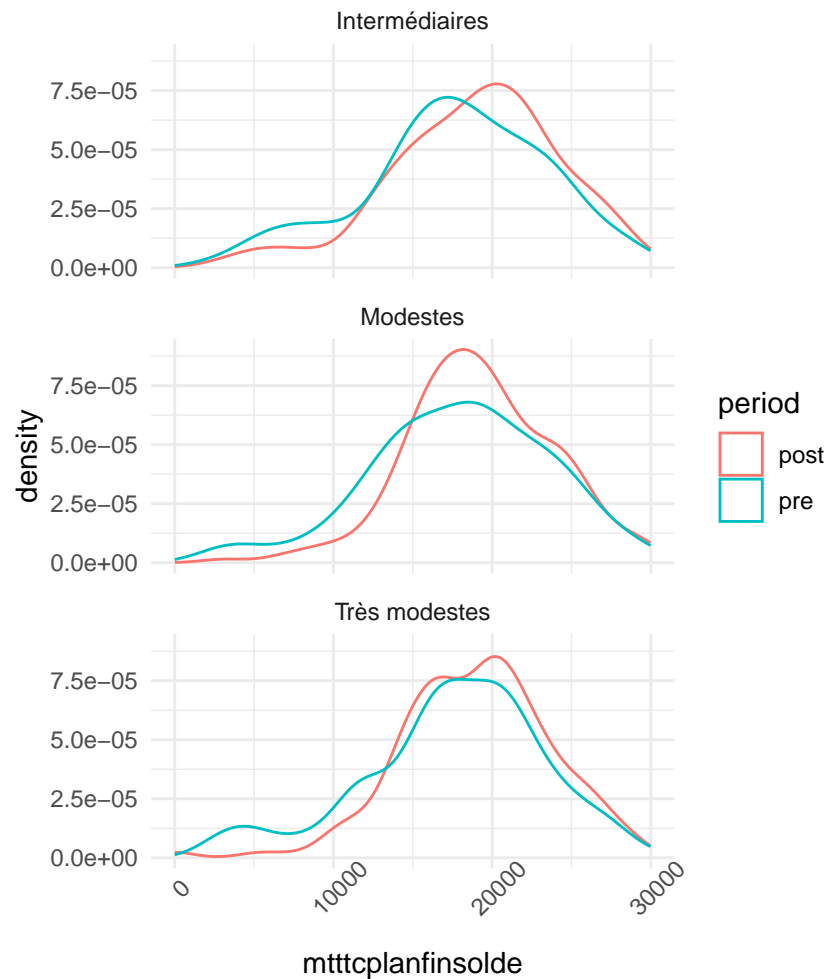 Intermédiaires
7.5e−05
5.0e−05
2.5e−05
0.0e+00
Modestes
7.5e−05
5.0e−05
2.5e−05
0.0e+00
Très modestes
7.5e−05
5.0e−05
2.5e−05
0.0e+00
0
10000
20000
30000
mtttcplanfinsolde
density
period
post
pre